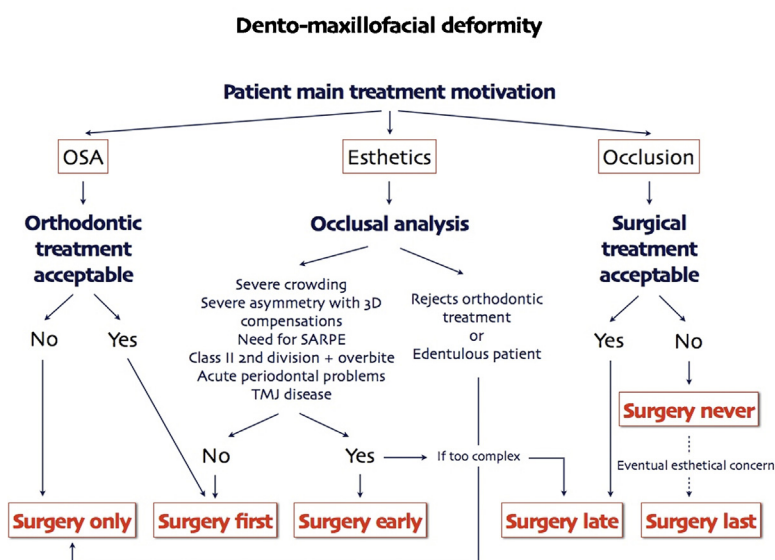 Dento-maxillofacial deformity
Patient main treatment motivation
OSA
Esthetics
Occlusion
Orthodontic
treatment
acceptable
Occlusal analysis
Surgical
treatment
acceptable
Severe crowding
Severe asymmetry with 3D
compensations
Need for SARPE
Class II 2nd division + overbite
Acute periodontal problems
TMJ disease
Rejects orthodontic
treatment
or
Edentulous patient
No
Yes
Yes
No
Surgery never
No
Yes
If too complex
Eventual esthetical concern
Surgery only
Surgery first
Surgery early
Surgery late
Surgery last